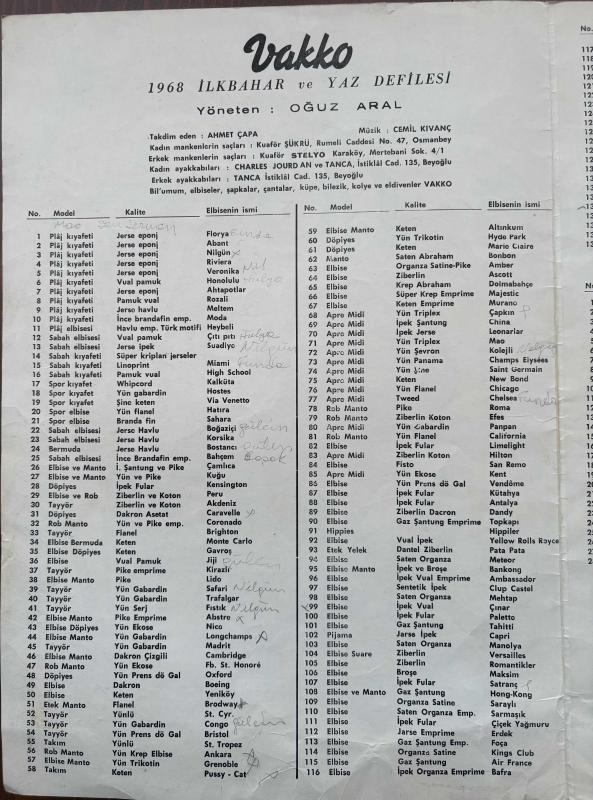 Vakko
1968 İLKBAHAR ve YAZ DEFİLESİ
Yöneten : OĞUZ ARAL
Takdim eden : AHMET ÇAPA Müzik : CEMİL KIVANÇ
Kadın mankenlerin saçları : Kuaför ŞÜKRÜ, Rumeli Caddesi No. 47, Osmanbey
Erkek mankenlerin saçları : Kuaför STELYO Karaköy, Mertebani Sok. 4/1
Kadın ayakkabıları : CHARLES JOURDAN ve TANCA, İstiklâl Cad. 135, Beyoğlu
Erkek ayakkabıları : TANCA İstiklâl Cad. 135, Beyoğlu
Bil'umum, elbiseler, şapkalar, çantalar, küpe, bilezik, kolye ve eldivenler VAKKO
No. Model Kalite Elbisenin ismi
1 Plâj kıyafeti Jerse eponj Florya
2 Plâj kıyafeti Jerse eponj Abant
3 Plâj kıyafeti Jerse eponj Nilgün
4 Plâj kıyafeti Jerse eponj Riviera
5 Plâj kıyafeti Jerse eponj Veronika Nil
6 Plâj kıyafeti Vual pamuk Honolulu Hülya
7 Plâj kıyafeti Jerse eponj Ahtapotlar
8 Plâj kıyafeti Pamuk vual Rozali
9 Plâj kıyafeti Jerso havlu Meltem
10 Plâj kıyafeti İnce brandefin emp. Moda
11 Plâj elbisesi Havlu emp. Türk motifi Heybeli
12 Sabah elbisesi Vual pamuk Çıtı pıtı Hülya
13 Sabah elbisesi Jerse ipek Suadiye Nilgün
14 Sabah kıyafeti Süper kriplan jerseler
15 Sabah kıyafeti Linoprint Miami Funda
16 Sabah kıyafeti Pamuk vual High School
17 Spor kıyafet Whipcord Kalküta
18 Spor kıyafet Yün gabardin Hostes
19 Spor kıyafet Şine keten Via Venetto
20 Spor elbise Yün flanel Hatıra
21 Spor elbise Branda fin Sahara
22 Sabah elbisesi Jerse Havlu Boğaziçi
23 Sabah elbisesi Jerse Havlu Korsika
24 Bermuda Jerse Havlu Bostancı
25 Sabah elbisesi İnce Brandefin emp. Bahçem
26 Elbise ve Manto İ. Şantung ve Pike Çamlıca
27 Elbise ve Manto Yün ve Pike Kuğu
28 Döpiyes İpek Fular Kensington
29 Elbise ve Rob Ziberlin ve Koton Peru
30 Tayyör Ziberlin ve Koton Akdeniz
31 Döpiyes Dakron Asetat Caravelle
32 Rob Manto Yün ve Pike emp. Coronado
33 Tayyör Flanel Brighton
34 Elbise Bermuda Keten Monte Carlo
35 Elbise Döpiyes Keten Gavroş
36 Elbise Vual Pamuk Jiji
37 Tayyör Pike emprime Kirazlı
38 Elbise Manto Pike Lido
39 Tayyör Yün Gabardin Safari Nilgün
40 Tayyör Yün Gabardin Trafalgar
41 Tayyör Yün Serj Fıstık Nilgün
42 Elbise Manto Pike Emprime Abstre
43 Elbise Döpiyes Yün Ekose Nico
44 Elbise Manto Yün Gabardin Longchamps
45 Tayyör Yün Gabardin Madrit
46 Elbise Manto Dakron Çizgili Cambridge
47 Rob Manto Yün Ekose Fb. St. Honoré
48 Döpiyes Yün Prens dö Gal Oxford
49 Elbise Dakron Boeing
50 Elbise Keten Yeniköy
51 Etek Manto Flanel Brodway
52 Tayyör Yünlü St. Cyr.
53 Tayyör Yün Gabardin Congo
54 Tayyör Yün Prens dö Gal Bristol
55 Takım Yünlü St. Tropez
56 Rob Manto Yün Krep Elbise Ankara
57 Elbise Manto Yün Trikotin Grenoble
58 Takım Keten Pussy - Cat
No. Model Kalite Elbisenin ismi
59 Elbise Manto Keten Altınkum
60 Döpiyes Yün Trikotin Hyde Park
61 Döpiyes Keten Marie Claire
62 Manto Saten Abraham Bonbon
63 Elbise Organza Satine-Pike Amber
64 Elbise Ziberlin Ascott
65 Elbise Krep Abraham Dolmabahçe
66 Elbise Süper Krep Emprime Majestic
67 Elbise Keten Emprime Murano
68 Apre Midi Yün Triplex Çapkın
69 Apre Midi İpek Şantung China
70 Apre Midi İpek Jerse Leonariar
71 Apre Midi Yün Triplex Mao
72 Apre Midi Yün Şevron Kolejli
73 Apre Midi Yün Panama Champs Elysées
74 Apre Midi Yün Şine Saint Germain
75 Apre Midi Keten New Bond
76 Apre Midi Yün Flanel Chicago
77 Apre Midi Tweed Chelsea Funda
78 Rob Manto Pike Roma
79 Rob Manto Ziberlin Koton Efes
80 Apre Midi Yün Gabardin Panpan
81 Rob Manto Yün Flanel California
82 Elbise İpek Fular Limelight
83 Apre Midi Ziberlin Koton Hilton
84 Elbise Fisto San Remo
85 Apre Midi Yün Ekose Kent
86 Elbise Yün Prens dö Gal Vendôme
87 Elbise İpek Fular Kütahya
88 Elbise İpek Fular Antalya
89 Elbise Ziberlin Dacron Dandy
90 Elbise Gaz Şantung Emprime Topkapı
91 Hippies Hippiler
92 Elbise Vual İpek Yellow Rolls Royce
93 Etek Yelek Dantel Ziberlin Pata Pata
94 Elbise Saten Organza Meteor
95 Elbise Manto İpek ve Broşe Bankong
96 Elbise İpek Vual Emprime Ambassador
97 Elbise Sentetik İpek Clup Castel
98 Elbise Saten Organza Mehtap
99 Elbise İpek Vual Çınar
100 Elbise İpek Fular Paletto
101 Elbise Gaz Şantung Tahitti
102 Pijama Jarse İpek Capri
103 Elbise Saten Organza Manolya
104 Elbise Suare Ziberlin Versailles
105 Elbise Ziberlin Romantikler
106 Elbise Broşe Maksim
107 Elbise İpek Fular Satranç
108 Elbise ve Manto Gaz Şantung Hong-Kong
109 Elbise Organza Satine Saraylı
110 Elbise Saten Organza Emp. Sarmaşık
111 Elbise İpek Fular Çiçek Yağmuru
112 Elbise Jarse Emprime Erdek
113 Elbise Gaz Şantung Emp. Foça
114 Elbise Organza Satine Kings Club
115 Elbise Gaz Şantung Air France
116 Elbise İpek Organza Emprime Bafra